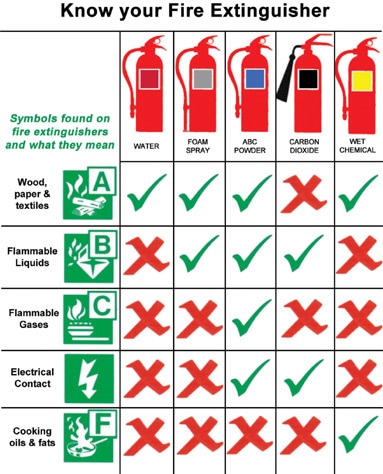 Know your Fire Extinguisher
Symbols found on
fire extinguishers
and what they mean
WATER
FOAM
SPRAY
ABC
POWDER
CARBON
DIOXIDE
WET
CHEMICAL
Wood,
paper &
textiles
A
Flammable
Liquids
B
Flammable
Gases
C
Electrical
Contact
Cooking
oils & fats
F